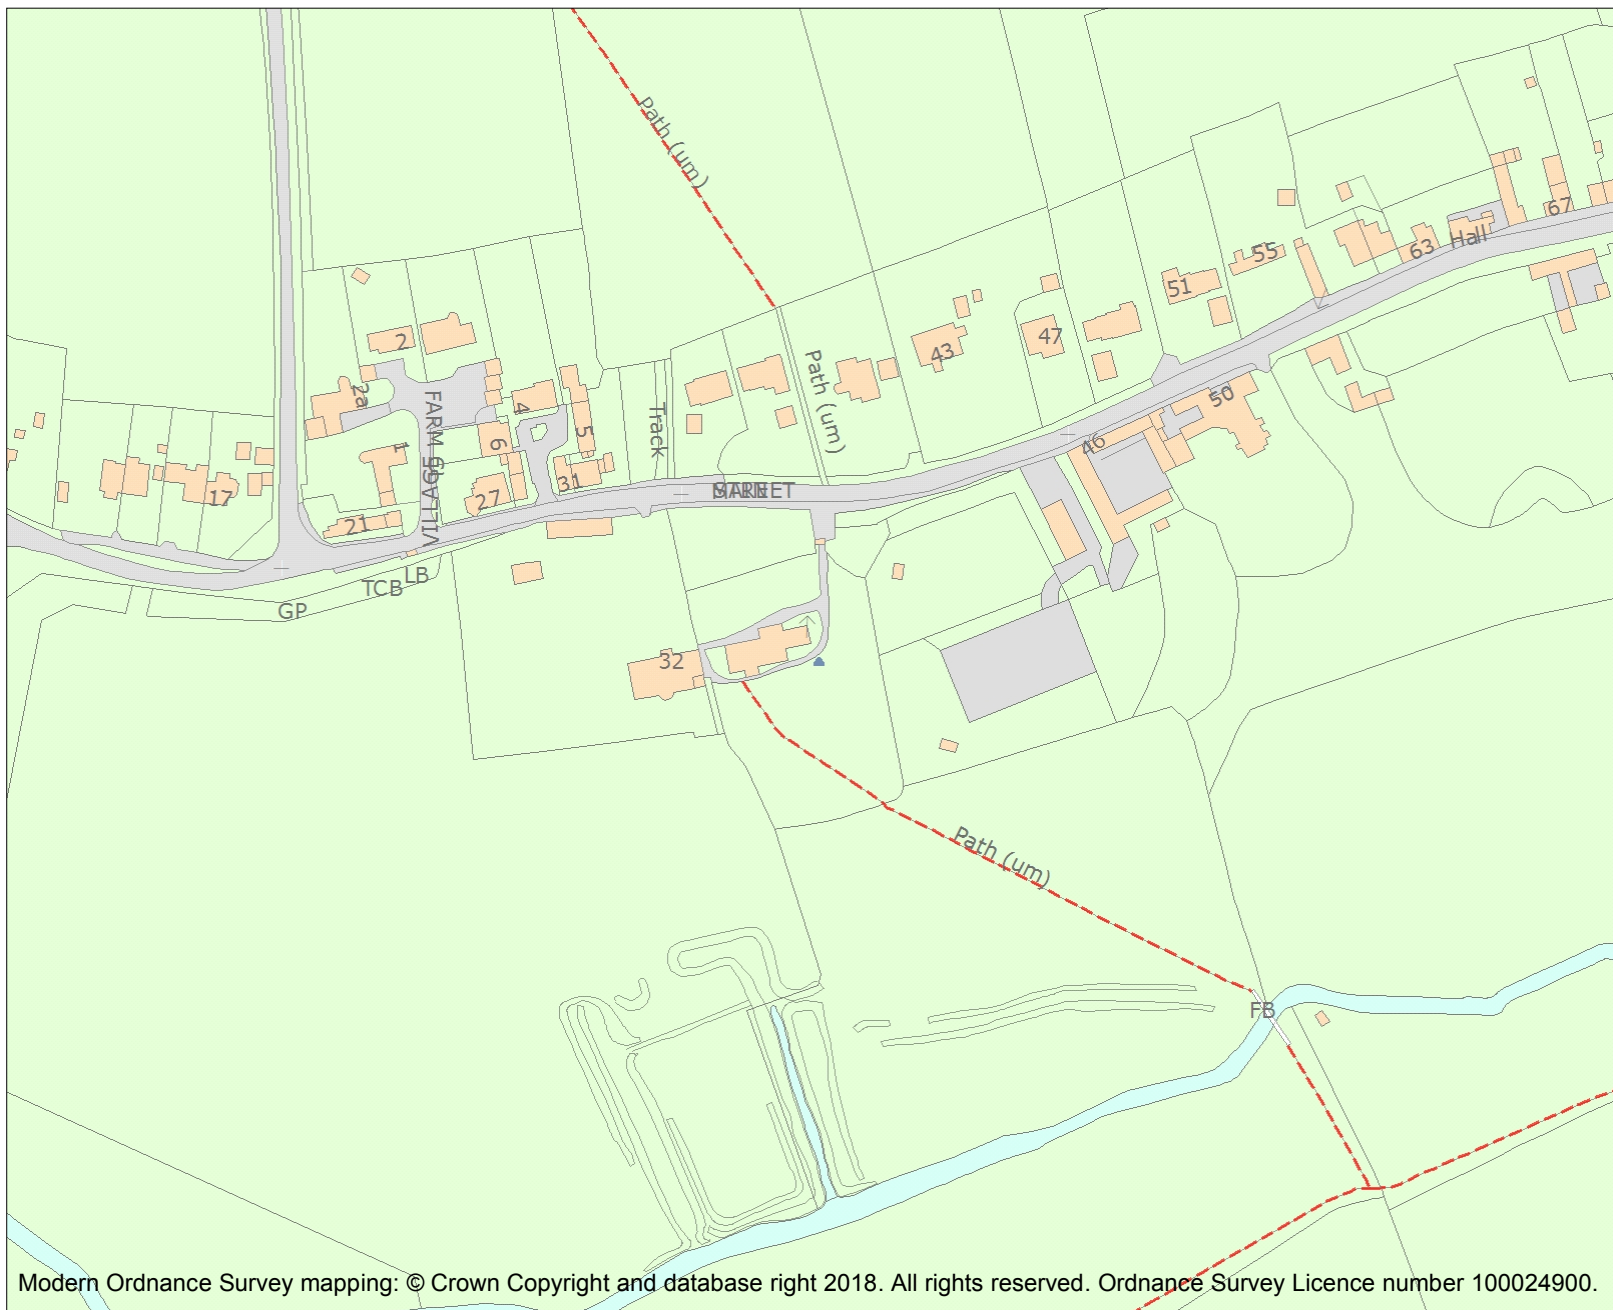 Path (um)
67
Hall
63
55
51
2
47
43
Path (um)
2a
FARM
4
5
1
6
Track
50
46
31
27
17
21
STREET
VILLAGE
LB
TCB
GP
32
Path (um)
FB
Modern Ordnance Survey mapping: © Crown Copyright and database right 2018. All rights reserved. Ordnance Survey Licence number 100024900.